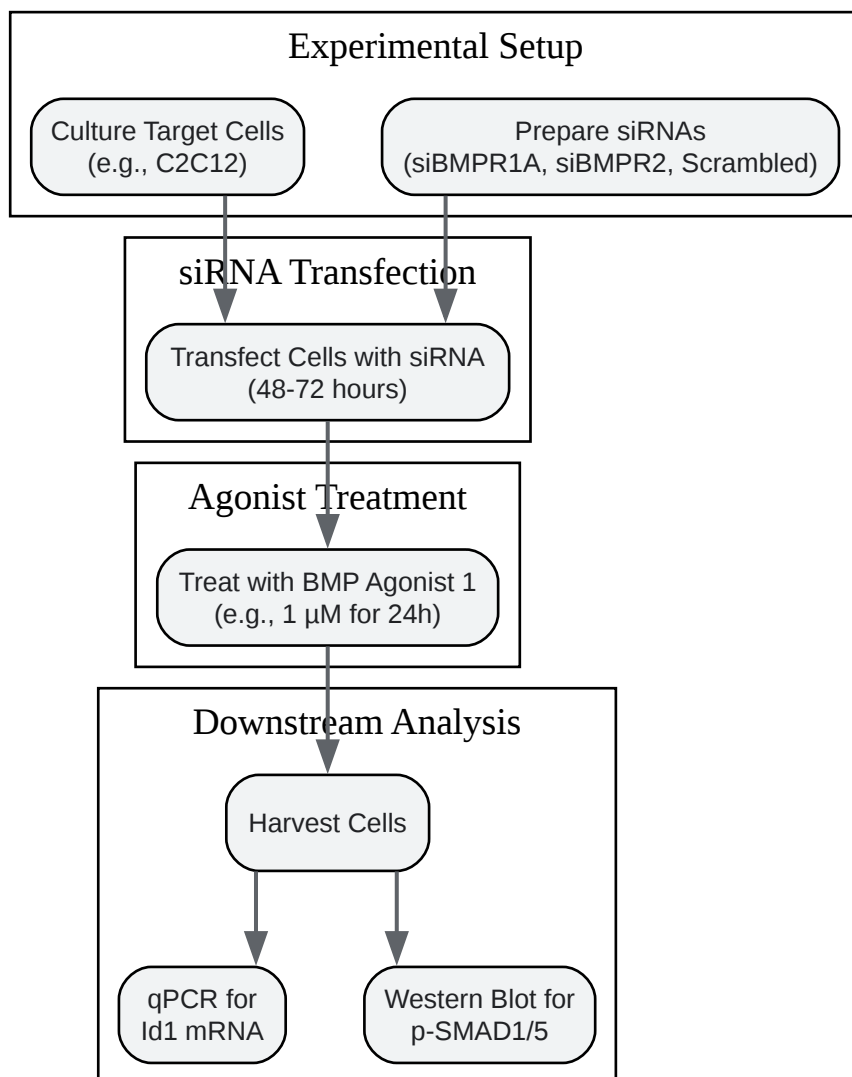 Experimental Setup
Culture Target Cells
(e.g., C2C12)
Prepare siRNAs
(siBMPR1A, siBMPR2, Scrambled)
siRNA Transfection
Transfect Cells with siRNA
(48-72 hours)
Agonist Treatment
Treat with BMP Agonist 1
(e.g., 1 µM for 24h)
Downstream Analysis
Harvest Cells
qPCR for
Id1 mRNA
Western Blot for
p-SMAD1/5